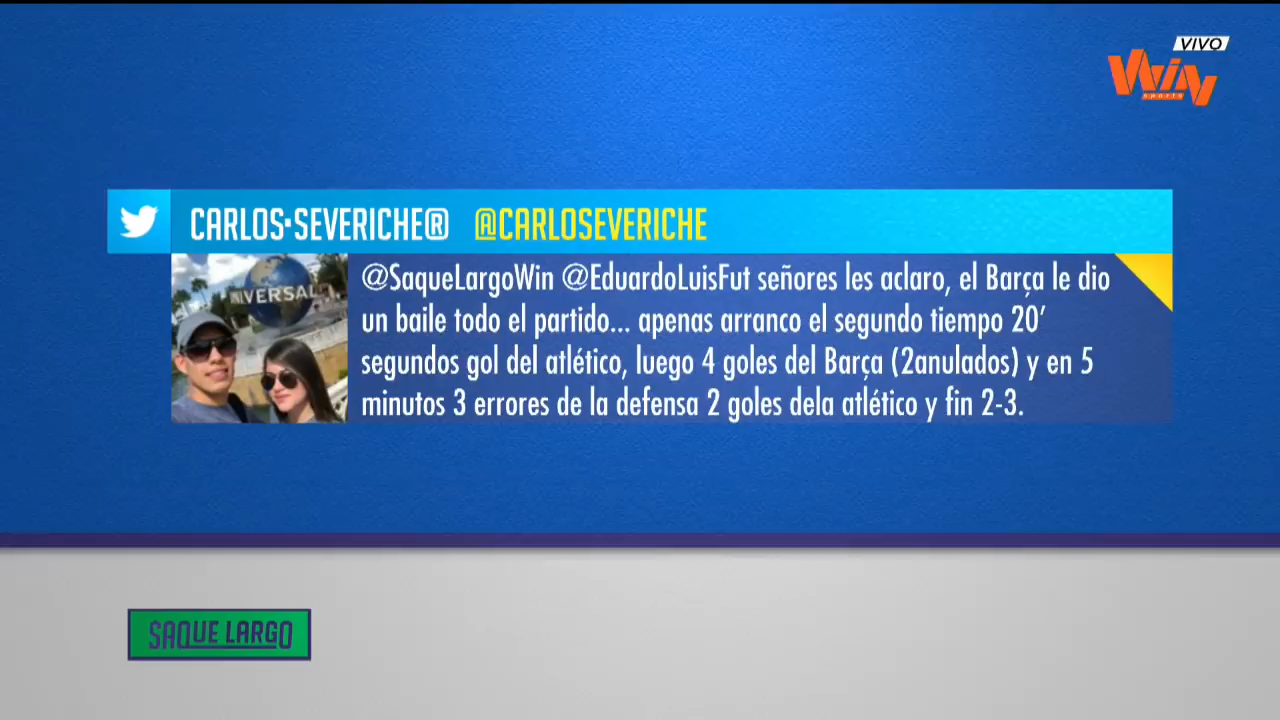 VIVO
Win
sports
CARLOS·SEVERICHE® @CARLOSEVERICHE
@SaqueLargoWin @EduardoLuisFut señores les aclaro, el Barça le dio
un baile todo el partido... apenas arranco el segundo tiempo 20’
segundos gol del atlético, luego 4 goles del Barça (2anulados) y en 5
minutos 3 errores de la defensa 2 goles dela atlético y fin 2-3.
UNIVERSAL
SAQUE LARGO